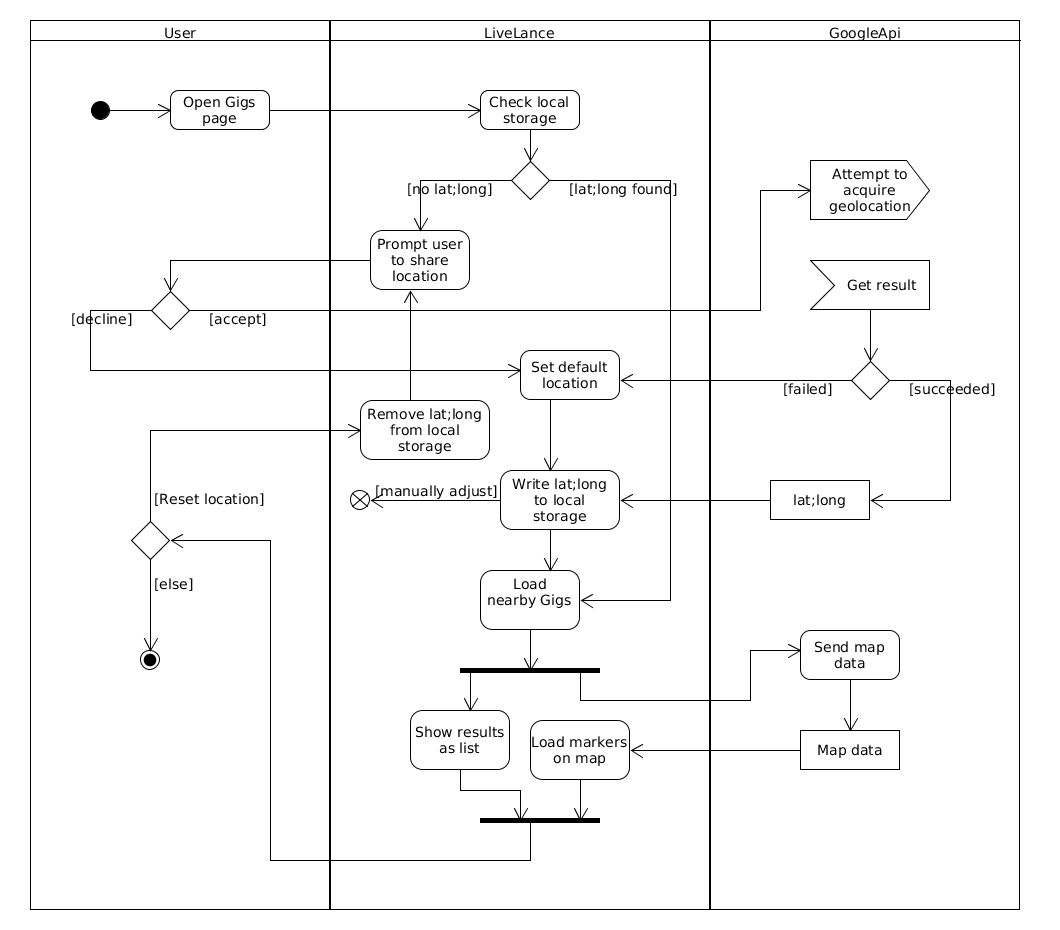 User
LiveLance
GoogleApi
Open Gigs
page
Check local
storage
[no lat;long]
[lat;long found]
Attempt to
acquire
geolocation
Prompt user
to share
location
Get result
[decline]
[accept]
Set default
location
[failed]
[succeeded]
Remove lat;long
from local
storage
[Reset location]
[manually adjust]
Write lat;long
to local
storage
lat;long
[else]
Load
nearby Gigs
Send map
data
Show results
as list
Load markers
on map
Map data